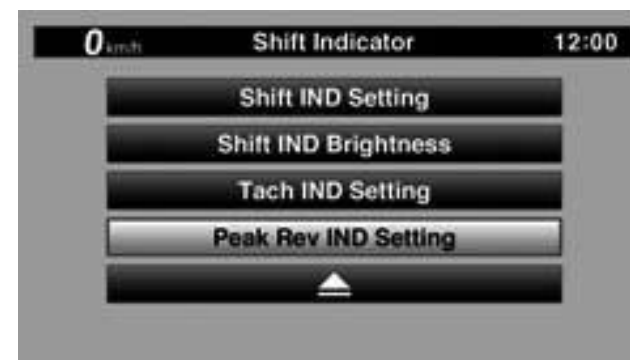 0 km/h Shift Indicator 12:00
Shift IND Setting
Shift IND Brightness
Tach IND Setting
Peak Rev IND Setting